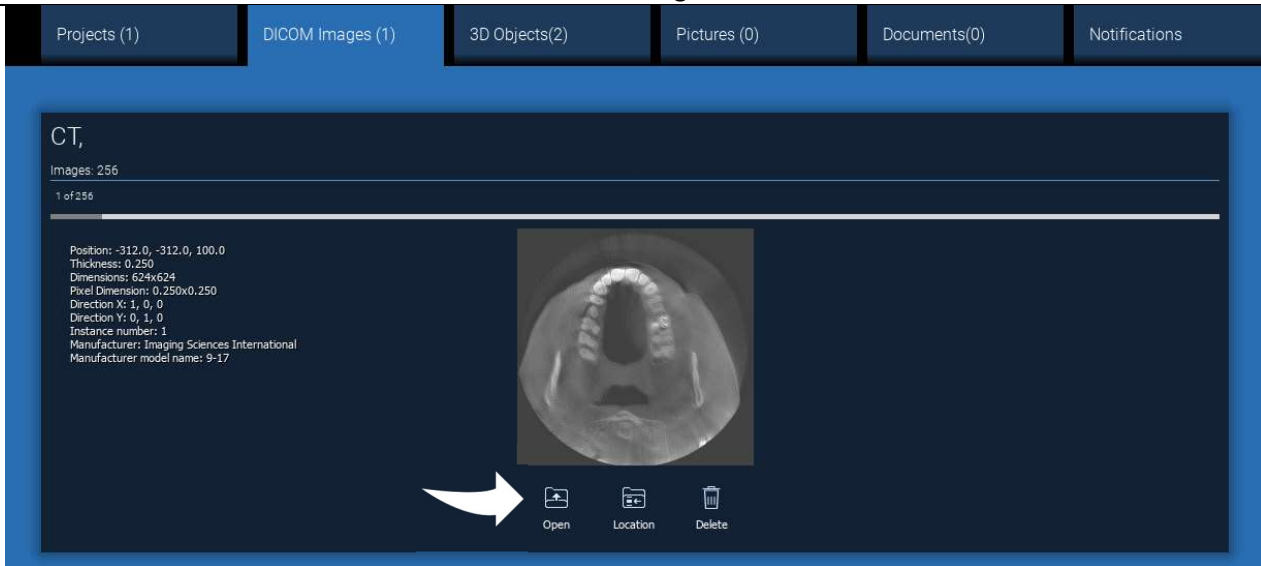 Projects (1)
DICOM Images (1)
3D Objects(2)
Pictures (0)
Documents(0)
Notifications
CT,
Images: 256
1 of 256
Position: -312.0, -312.0, 100.0
Thickness: 0.250
Dimensions: 624x624
Pixel Dimension: 0.250x0.250
Direction X: 1, 0, 0
Direction Y: 0, 1, 0
Instance number: 1
Manufacturer: Imaging Sciences International
Manufacturer model name: 9-17
Open
Location
Delete